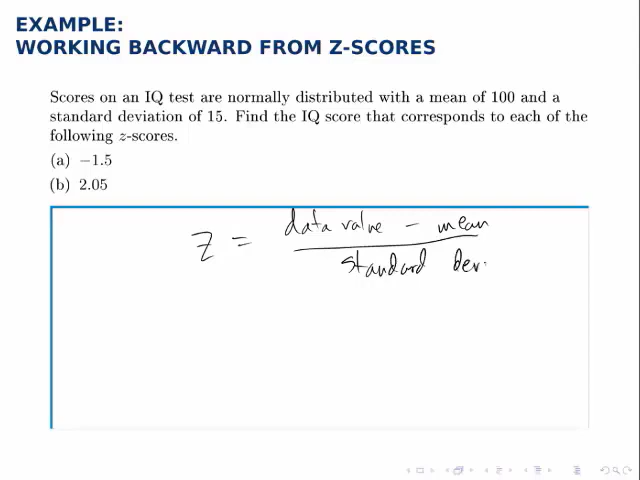 EXAMPLE:
WORKING BACKWARD FROM Z-SCORES
Scores on an IQ test are normally distributed with a mean of 100 and a
standard deviation of 15. Find the IQ score that corresponds to each of the
following z-scores.
(a) −1.5
(b) 2.05
z = data value − mean
standard dev.